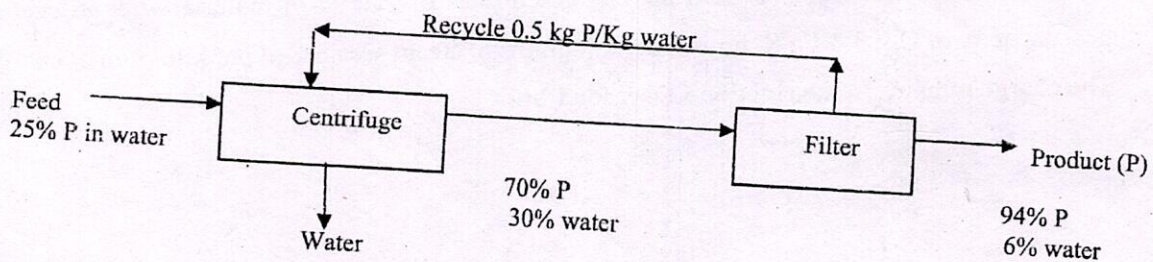 Recycle 0.5 kg P/Kg water
Feed
25% P in water
Centrifuge
Filter
Product (P)
70% P
30% water
94% P
6% water
Water